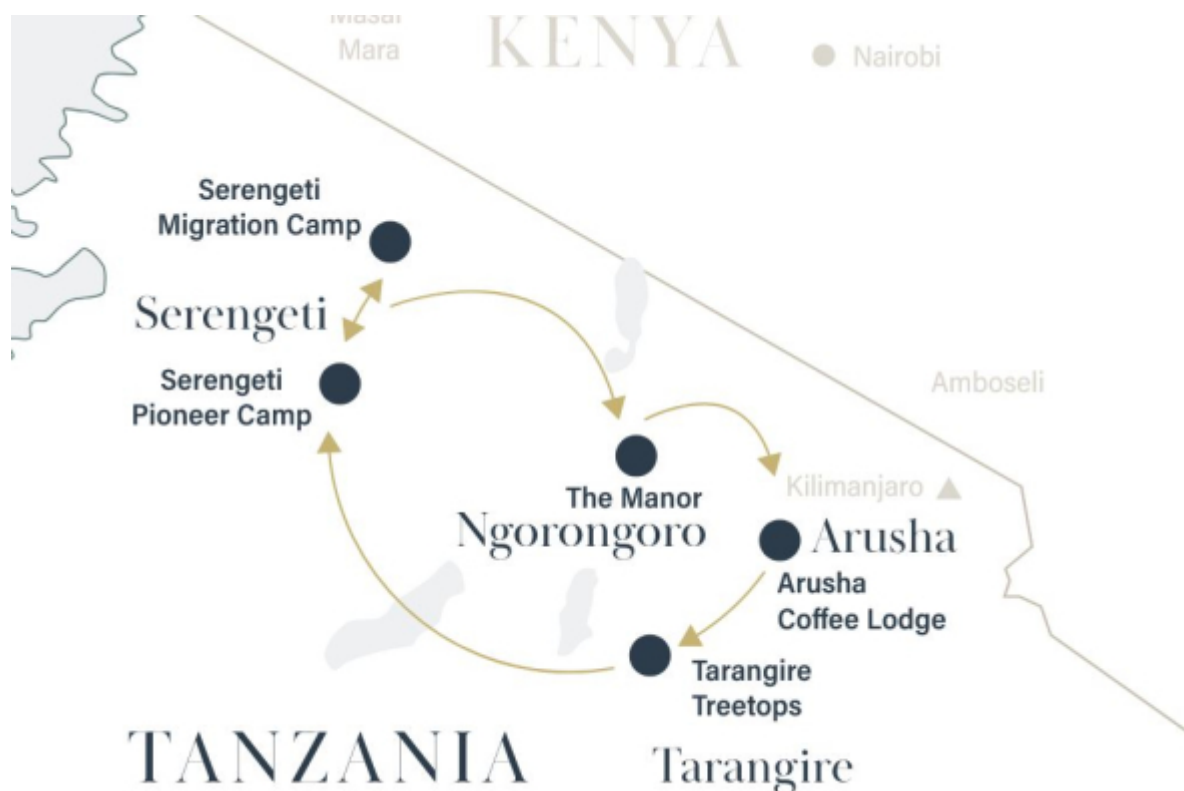 Masai
Mara
KENYA
Nairobi
Serengeti
Migration Camp
Serengeti
Serengeti
Pioneer Camp
Amboseli
The Manor
Ngorongoro
Kilimanjaro
Arusha
Arusha
Coffee Lodge
Tarangire
Treetops
TANZANIA
Tarangire